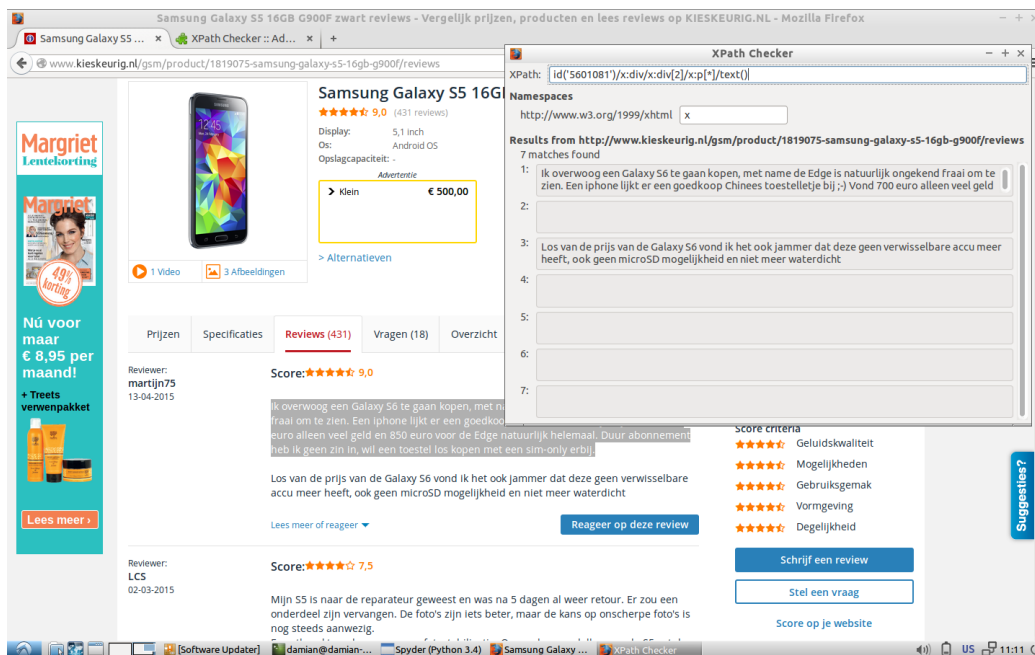 Samsung Galaxy S5 16GB G900F zwart reviews - Vergelijk prijzen, producten en lees reviews op KIESKEURIG.NL - Mozilla Firefox
Samsung Galaxy S5 ... ×
XPath Checker :: Ad... ×
+
www.kieskeurig.nl/gsm/product/1819075-samsung-galaxy-s5-16gb-g900f/reviews
XPath Checker
XPath: id('5601081')/x:div/x:div[2]/x:p[*]/text()
Namespaces
http://www.w3.org/1999/xhtml x
Results from http://www.kieskeurig.nl/gsm/product/1819075-samsung-galaxy-s5-16gb-g900f/reviews
7 matches found
1: Ik overwoog een Galaxy S6 te gaan kopen, met name de Edge is natuurlijk ongekend fraai om te
zien. Een iphone lijkt er een goedkoop Chinees toestelletje bij ;-) Vond 700 euro alleen veel geld
2:
3: Los van de prijs van de Galaxy S6 vond ik het ook jammer dat deze geen verwisselbare accu meer
heeft, ook geen microSD mogelijkheid en niet meer waterdicht
4:
5:
6:
7:
Margriet
Lentekorting
Margriet
49%
korting
Nú voor
maar
€ 8,95 per
maand!
+ Treets
verwenpakket
Lees meer ›
12:45
Samsung Galaxy S5 16G
9,0 (431 reviews)
Display: 5,1 inch
Os: Android OS
Opslagcapaciteit: -
Advertentie
> Klein € 500,00
> Alternatieven
1 Video
3 Afbeeldingen
Prijzen
Specificaties
Reviews (431)
Vragen (18)
Overzicht
Reviewer:
martijn75
13-04-2015
Score: 9,0
Ik overwoog een Galaxy S6 te gaan kopen, met na
fraai om te zien. Een iphone lijkt er een goedkoo
euro alleen veel geld en 850 euro voor de Edge natuurlijk helemaal. Duur abonnement
heb ik geen zin in, wil een toestel los kopen met een sim-only erbij.
Los van de prijs van de Galaxy S6 vond ik het ook jammer dat deze geen verwisselbare
accu meer heeft, ook geen microSD mogelijkheid en niet meer waterdicht
Lees meer of reageer
Reageer op deze review
Reviewer:
LCS
02-03-2015
Score: 7,5
Mijn S5 is naar de reparateur geweest en was na 5 dagen al weer retour. Er zou een
onderdeel zijn vervangen. De foto's zijn iets beter, maar de kans op onscherpe foto's is
nog steeds aanwezig.
Score criteria
Geluidskwaliteit
Mogelijkheden
Gebruiksgemak
Vormgeving
Degelijkheid
Schrijf een review
Stel een vraag
Score op je website
Suggesties?
[Software Updater]
damian@damian-...
Spyder (Python 3.4)
Samsung Galaxy ...
XPath Checker
US
11:11